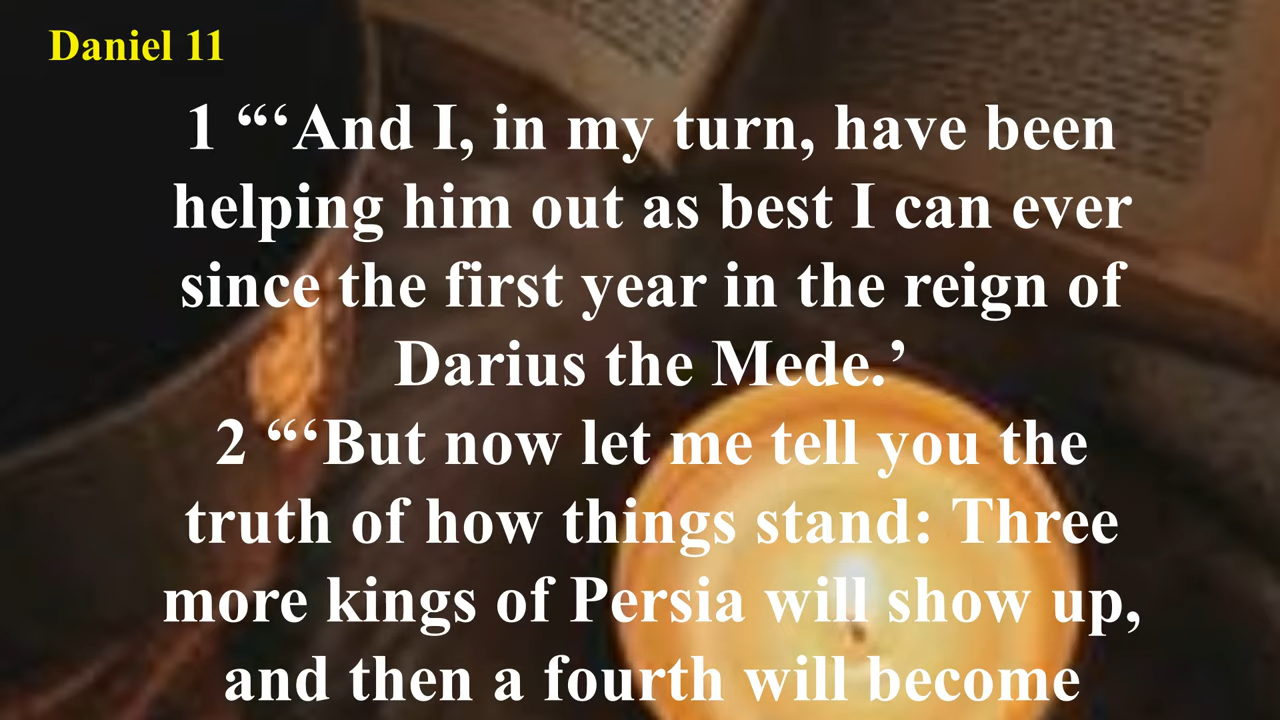 Daniel 11
1 “‘And I, in my turn, have been
helping him out as best I can ever
since the first year in the reign of
Darius the Mede.’
2 “‘But now let me tell you the
truth of how things stand: Three
more kings of Persia will show up,
and then a fourth will become